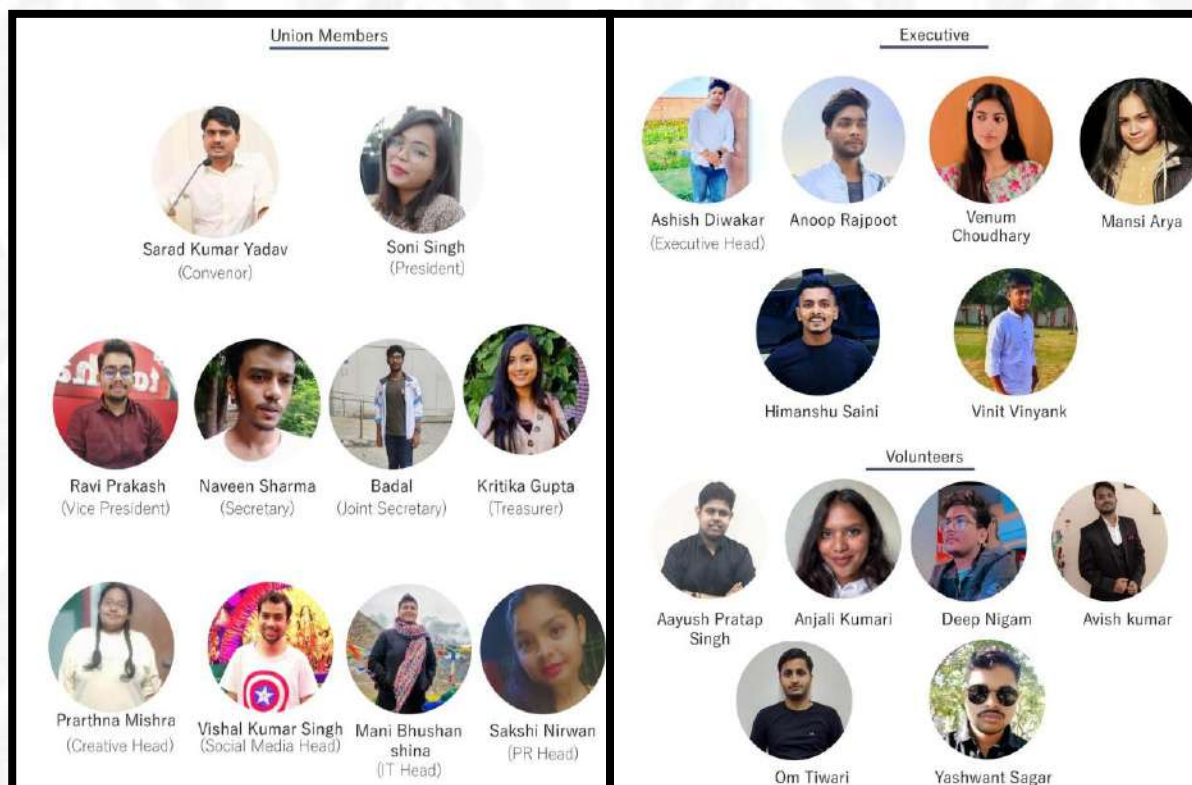 Union Members
Sarad Kumar Yadav
(Convenor)
Soni Singh
(President)
Ravi Prakash
(Vice President)
Naveen Sharma
(Secretary)
Badal
(Joint Secretary)
Kritika Gupta
(Treasurer)
Prarthna Mishra
(Creative Head)
Vishal Kumar Singh
(Social Media Head)
Mani Bhushan
shina
(IT Head)
Sakshi Nirwan
(PR Head)
Executive
Ashish Diwakar
(Executive Head)
Anoop Rajpoot
Venum
Choudhary
Mansi Arya
Himanshu Saini
Vinit Vinyank
Volunteers
Aayush Pratap
Singh
Anjali Kumari
Deep Nigam
Avish kumar
Om Tiwari
Yashwant Sagar